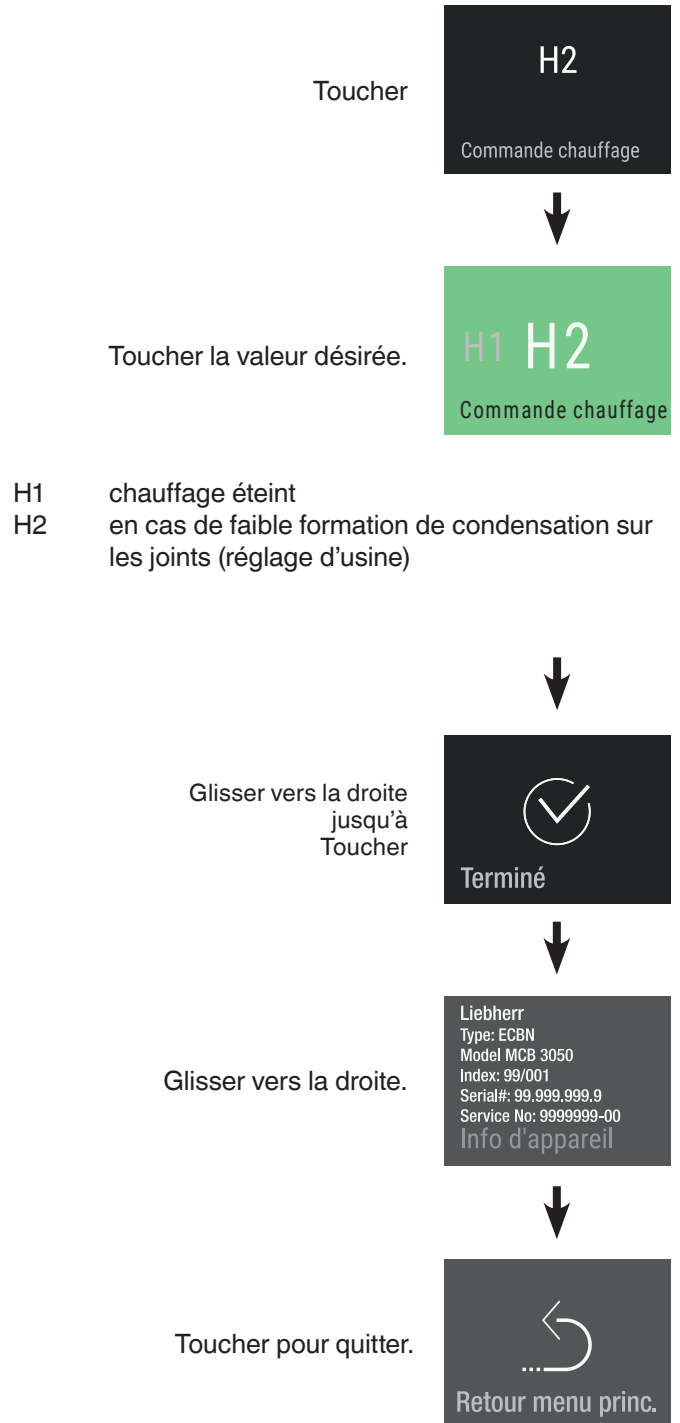 H2
Toucher
Commande chauffage
H1 H2
Toucher la valeur désirée.
Commande chauffage
H1 chauffage éteint
H2 en cas de faible formation de condensation sur
les joints (réglage d'usine)
Glisser vers la droite
jusqu'à
Toucher
Terminé
Liebherr
Type: ECBN
Model MCB 3050
Index: 99/001
Serial#: 99.999.999.9
Service No: 9999999-00
Info d'appareil
Glisser vers la droite.
Toucher pour quitter.
Retour menu princ.